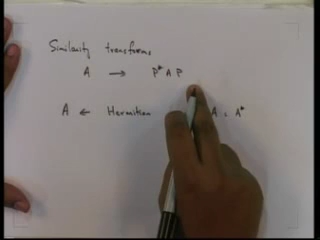 Similarity transforms
A → P* A P
A ← Hermitian A = A*